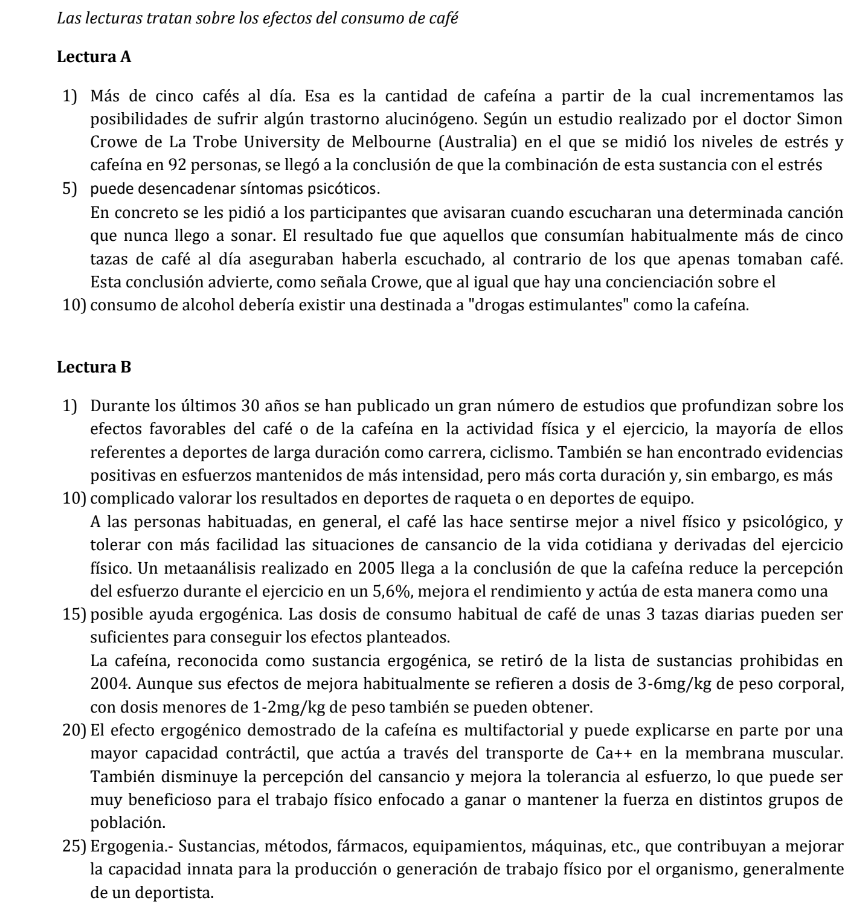 Las lecturas tratan sobre los efectos del consumo de café
Lectura A
1) Más de cinco cafés al día. Esa es la cantidad de cafeína a partir de la cual incrementamos las
posibilidades de sufrir algún trastorno alucinógeno. Según un estudio realizado por el doctor Simon
Crowe de La Trobe University de Melbourne (Australia) en el que se midió los niveles de estrés y
cafeína en 92 personas, se llegó a la conclusión de que la combinación de esta sustancia con el estrés
5) puede desencadenar síntomas psicóticos.
En concreto se les pidió a los participantes que avisaran cuando escucharan una determinada canción
que nunca llego a sonar. El resultado fue que aquellos que consumían habitualmente más de cinco
tazas de café al día aseguraban haberla escuchado, al contrario de los que apenas tomaban café.
Esta conclusión advierte, como señala Crowe, que al igual que hay una concienciación sobre el
10) consumo de alcohol debería existir una destinada a "drogas estimulantes" como la cafeína.
Lectura B
1) Durante los últimos 30 años se han publicado un gran número de estudios que profundizan sobre los
efectos favorables del café o de la cafeína en la actividad física y el ejercicio, la mayoría de ellos
referentes a deportes de larga duración como carrera, ciclismo. También se han encontrado evidencias
positivas en esfuerzos mantenidos de más intensidad, pero más corta duración y, sin embargo, es más
10) complicado valorar los resultados en deportes de raqueta o en deportes de equipo.
A las personas habituadas, en general, el café las hace sentirse mejor a nivel físico y psicológico, y
tolerar con más facilidad las situaciones de cansancio de la vida cotidiana y derivadas del ejercicio
físico. Un metaanálisis realizado en 2005 llega a la conclusión de que la cafeína reduce la percepción
del esfuerzo durante el ejercicio en un 5,6%, mejora el rendimiento y actúa de esta manera como una
15) posible ayuda ergogénica. Las dosis de consumo habitual de café de unas 3 tazas diarias pueden ser
suficientes para conseguir los efectos planteados.
La cafeína, reconocida como sustancia ergogénica, se retiró de la lista de sustancias prohibidas en
2004. Aunque sus efectos de mejora habitualmente se refieren a dosis de 3-6mg/kg de peso corporal,
con dosis menores de 1-2mg/kg de peso también se pueden obtener.
20) El efecto ergogénico demostrado de la cafeína es multifactorial y puede explicarse en parte por una
mayor capacidad contráctil, que actúa a través del transporte de Ca++ en la membrana muscular.
También disminuye la percepción del cansancio y mejora la tolerancia al esfuerzo, lo que puede ser
muy beneficioso para el trabajo físico enfocado a ganar o mantener la fuerza en distintos grupos de
población.
25) Ergogenia.- Sustancias, métodos, fármacos, equipamientos, máquinas, etc., que contribuyan a mejorar
la capacidad innata para la producción o generación de trabajo físico por el organismo, generalmente
de un deportista.